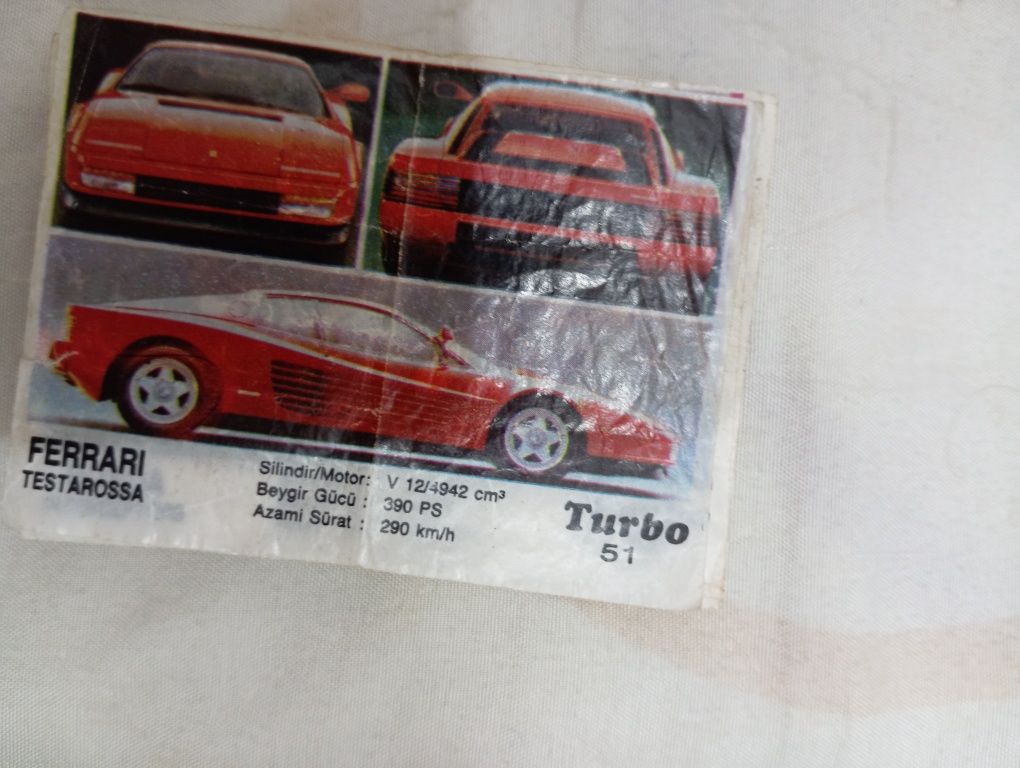 FERRARI
TESTAROSSA
Silindir/Motor: V 12/4942 cm³
Beygir Gücü : 390 PS
Azami Sürat : 290 km/h
Turbo
51